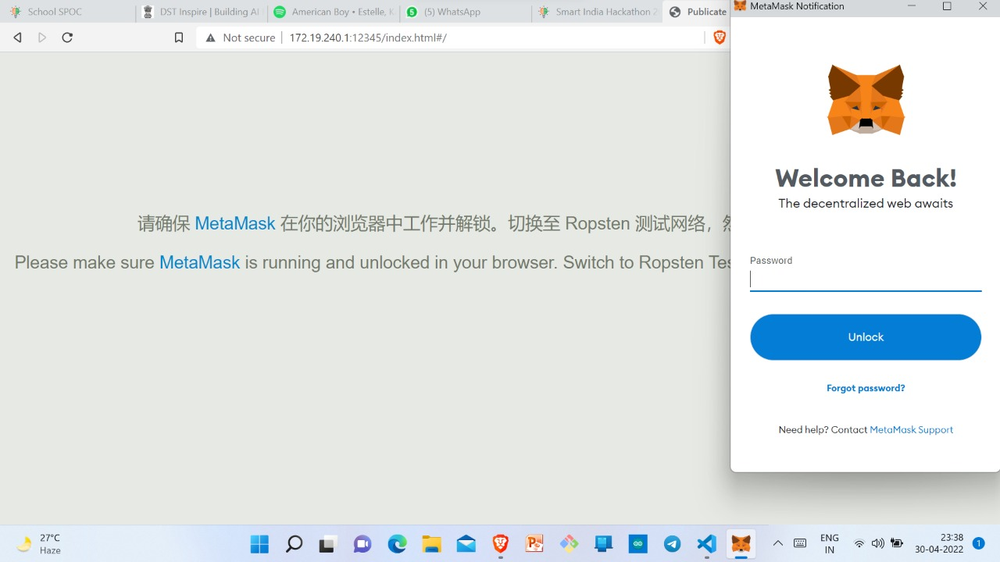 School SPOC
DST Inspire | Building AI
American Boy • Estelle, K
(5) WhatsApp
Smart India Hackathon 2
Publicate
MetaMask Notification
Not secure
172.19.240.1:12345/index.html#/
Welcome Back!
The decentralized web awaits
请确保 MetaMask 在你的浏览器中工作并解锁。切换至 Ropsten 测试网络，然
Please make sure MetaMask is running and unlocked in your browser. Switch to Ropsten Tes
Password
Unlock
Forgot password?
Need help? Contact MetaMask Support
27°C
Haze
ENG
IN
23:38
30-04-2022
1